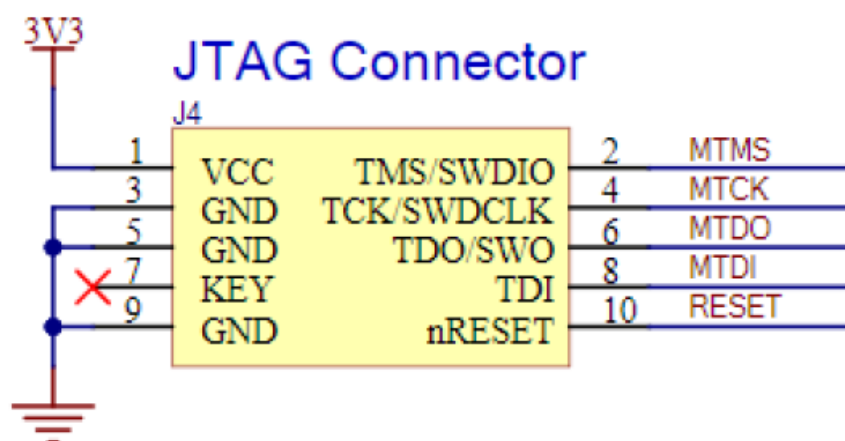 3V3
JTAG Connector
J4
1 VCC TMS/SWDIO 2 MTMS
3 GND TCK/SWDCLK 4 MTCK
5 GND TDO/SWO 6 MTDO
7 KEY TDI 8 MTDI
9 GND nRESET 10 RESET